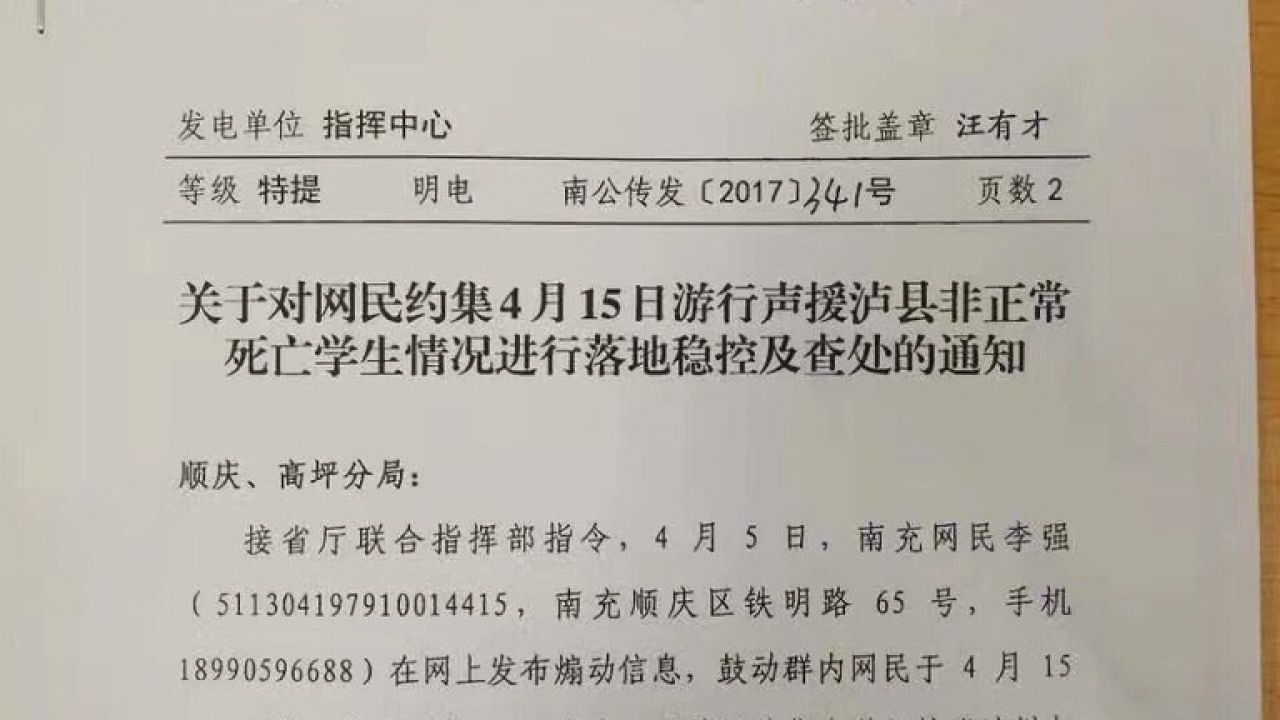 发电单位 指挥中心 签批盖章 汪有才
等级 特提 明电 南公传发〔2017〕341号 页数 2
关于对网民约集4月15日游行声援泸县非正常
死亡学生情况进行落地稳控及查处的通知
顺庆、高坪分局：
接省厅联合指挥部指令，4 月 5 日，南充网民李强
（511304197910014415，南充顺庆区铁明路 65 号，手机
18990596688）在网上发布煽动信息，鼓动群内网民于 4 月 15